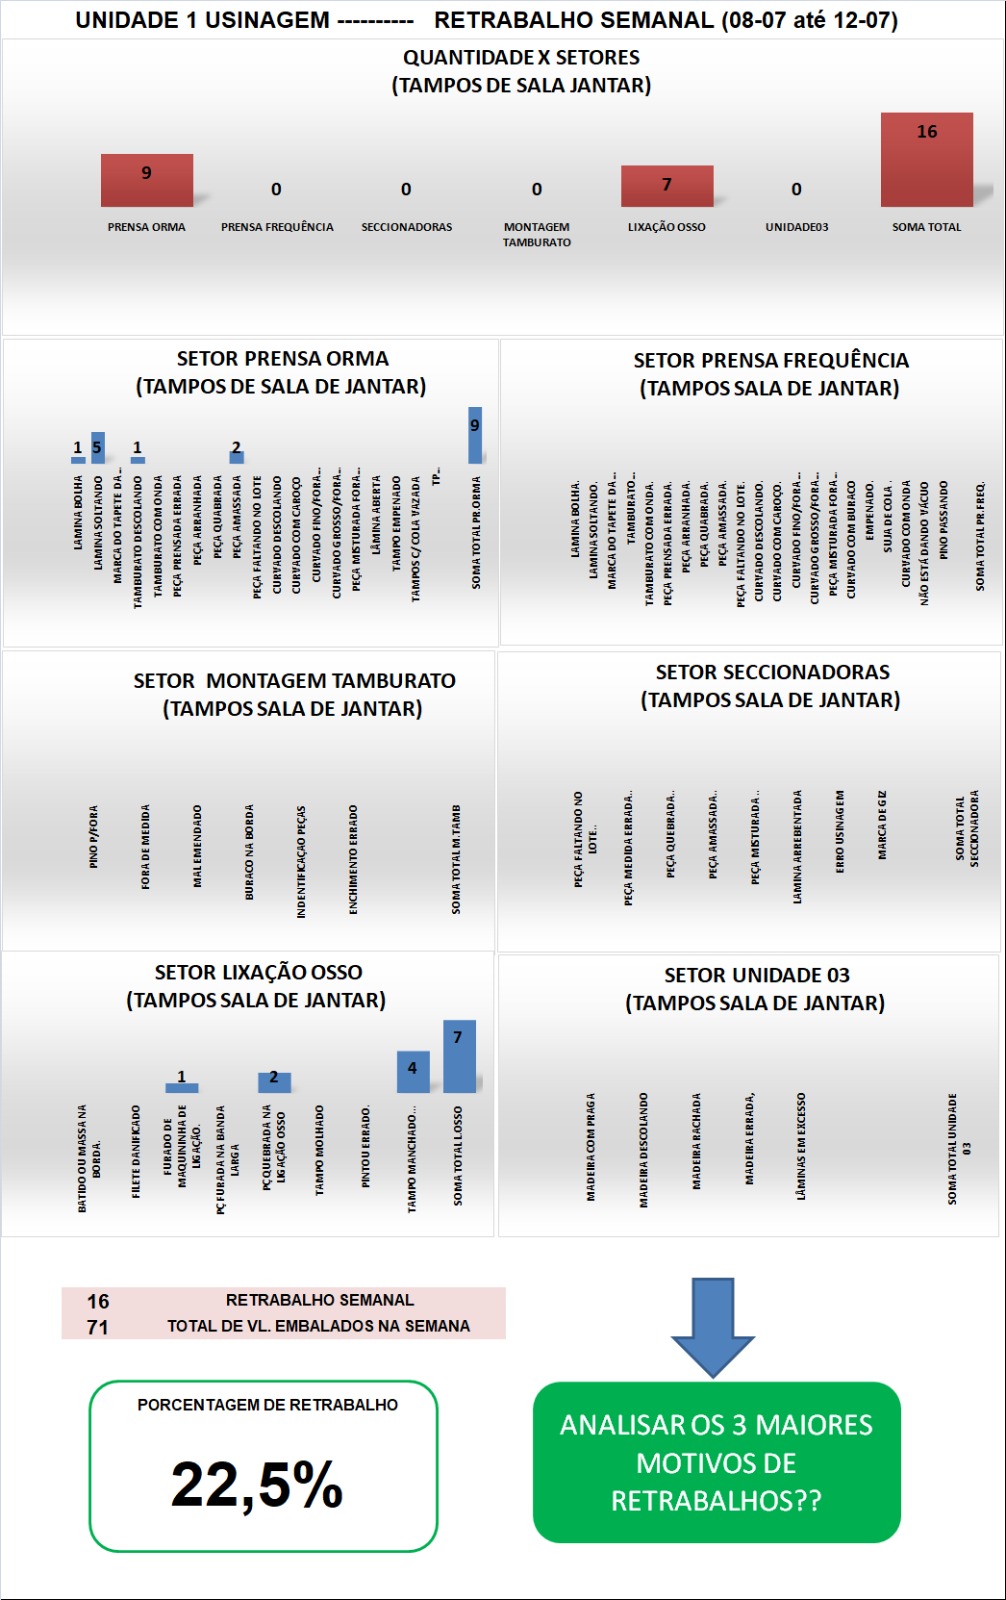 UNIDADE 1 USINAGEM ---------- RETRABALHO SEMANAL (08-07 até 12-07)
QUANTIDADE X SETORES
(TAMPOS DE SALA JANTAR)
9
0
0
0
7
0
16
PRENSA ORMA
PRENSA FREQUÊNCIA
SECCIONADORAS
MONTAGEM
TAMBURATO
LIXAÇÃO OSSO
UNIDADE03
SOMA TOTAL
SETOR PRENSA ORMA
(TAMPOS DE SALA DE JANTAR)
1
5
1
2
9
LAMINA BOLHA
LAMINA SOLTANDO
MARCA DO TAPETE DA...
TAMBURATO DESCOLANDO
TAMBURATO COM ONDA
PEÇA PRENSADA ERRADA
PEÇA ARRANHADA
PEÇA QUABRADA
PEÇA AMASSADA
PEÇA FALTANDO NO LOTE
CURVADO DESCOLANDO
CURVADO COM CAROÇO
CURVADO FINO/FORA...
CURVADO GROSSO/FORA...
PEÇA MISTURADA FORA...
LÂMINA ABERTA
TAMPO EMPENADO
TAMPOS C/ COLA VAZADA
TP...
SOMA TOTAL PR.ORMA
SETOR PRENSA FREQUÊNCIA
(TAMPOS SALA DE JANTAR)
LAMINA BOLHA.
LAMINA SOLTANDO.
MARCA DO TAPETE DA...
TAMBURATO...
TAMBURATO COM ONDA.
PEÇA PRENSADA ERRADA.
PEÇA ARRANHADA.
PEÇA QUABRADA.
PEÇA AMASSADA.
PEÇA FALTANDO NO LOTE.
CURVADO DESCOLANDO.
CURVADO COM CAROÇO.
CURVADO FINO/FORA...
CURVADO GROSSO/FORA...
PEÇA MISTURADA FORA...
CURVADO COM BURACO
EMPENADO.
SUJA DE COLA .
CURVADO COM ONDA
NÃO ESTÁ DANDO VÁCUO
PINO PASSANDO
SOMA TOTAL PR.FREQ.
SETOR MONTAGEM TAMBURATO
(TAMPOS SALA DE JANTAR)
PINO P/FORA
FORA DE MEDIDA
MAL EMENDADO
BURACO NA BORDA
INDENTIFICAÇAO PEÇAS
ENCHIMENTO ERRADO
SOMA TOTAL M.TAMB
SETOR SECCIONADORAS
(TAMPOS SALA DE JANTAR)
PEÇA FALTANDO NO
LOTE..
PEÇA MEDIDA ERRADA..
PEÇA QUEBRADA..
PEÇA AMASSADA..
PEÇA MISTURADA ..
LAMINA ARREBENTADA
ERRO USINAGEM
MARCA DE GIZ
SOMA TOTAL
SECCIONADORA
SETOR LIXAÇÃO OSSO
(TAMPOS SALA DE JANTAR)
1
2
4
7
BATIDO OU MASSA NA
BORDA.
FILETE DANIFICADO
FURADO DE
MAQUININHA DE
LIGAÇÃO.
PÇ FURADA NA BANDA
LARGA
PÇ QUEBRADA NA
LIGAÇÃO OSSO
TAMPO MOLHADO
PINTOU ERRADO.
TAMPO MANCHADO...
SOMA TOTAL L.OSSO
SETOR UNIDADE 03
(TAMPOS SALA DE JANTAR)
MADEIRA COM PRAGA
MADEIRA DESCOLANDO
MADEIRA RACHADA
MADEIRA ERRADA,
LÂMINAS EM EXCESSO
SOMA TOTAL UNIDADE
03
16 RETRABALHO SEMANAL
71 TOTAL DE VL. EMBALADOS NA SEMANA
PORCENTAGEM DE RETRABALHO
22,5%
ANALISAR OS 3 MAIORES
MOTIVOS DE
RETRABALHOS??